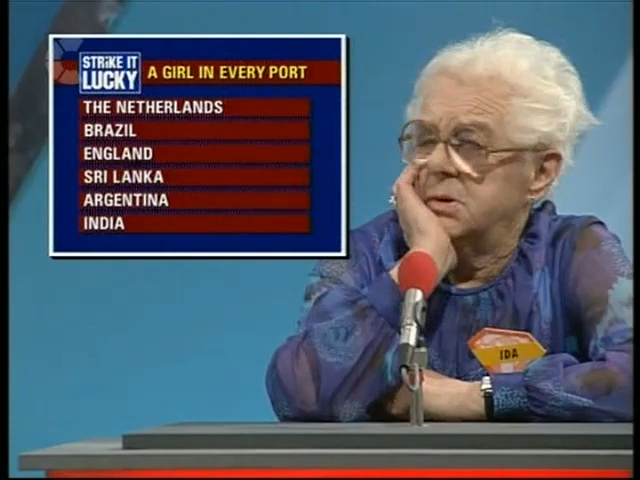 STRIKE IT
LUCKY
A GIRL IN EVERY PORT
THE NETHERLANDS
BRAZIL
ENGLAND
SRI LANKA
ARGENTINA
INDIA
IDA